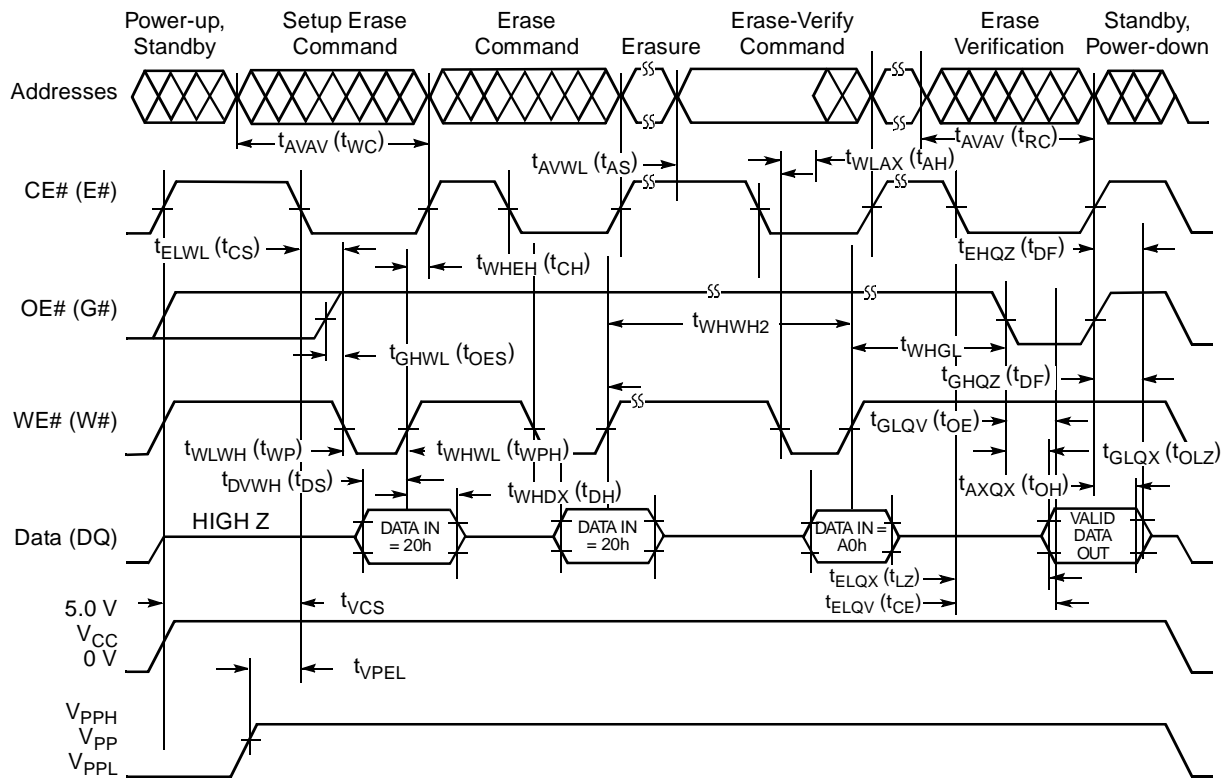 Power-up, Standby
Setup Erase Command
Erase Command
Erasure
Erase-Verify Command
Erase Verification
Standby, Power-down
Addresses
tAVAV (tWC)
tAVWL (tAS)
tWLAX (tAH)
tAVAV (tRC)
CE# (E#)
tELWL (tCS)
tWHEH (tCH)
tEHQZ (tDF)
OE# (G#)
tWHWH2
tWHGL
tGHWL (tOES)
tGHQZ (tDF)
WE# (W#)
tGLQV (tOE)
tWLWH (tWP)
tWHWL (tWPH)
tGLQX (tOLZ)
tDVWH (tDS)
tWHDX (tDH)
tAXQX (tOH)
Data (DQ)
HIGH Z
DATA IN = 20h
DATA IN = 20h
DATA IN = A0h
VALID DATA OUT
tELQX (tLZ)
tELQV (tCE)
5.0 V
tVCS
VCC
0 V
tVPEL
VPPH
VPP
VPPL